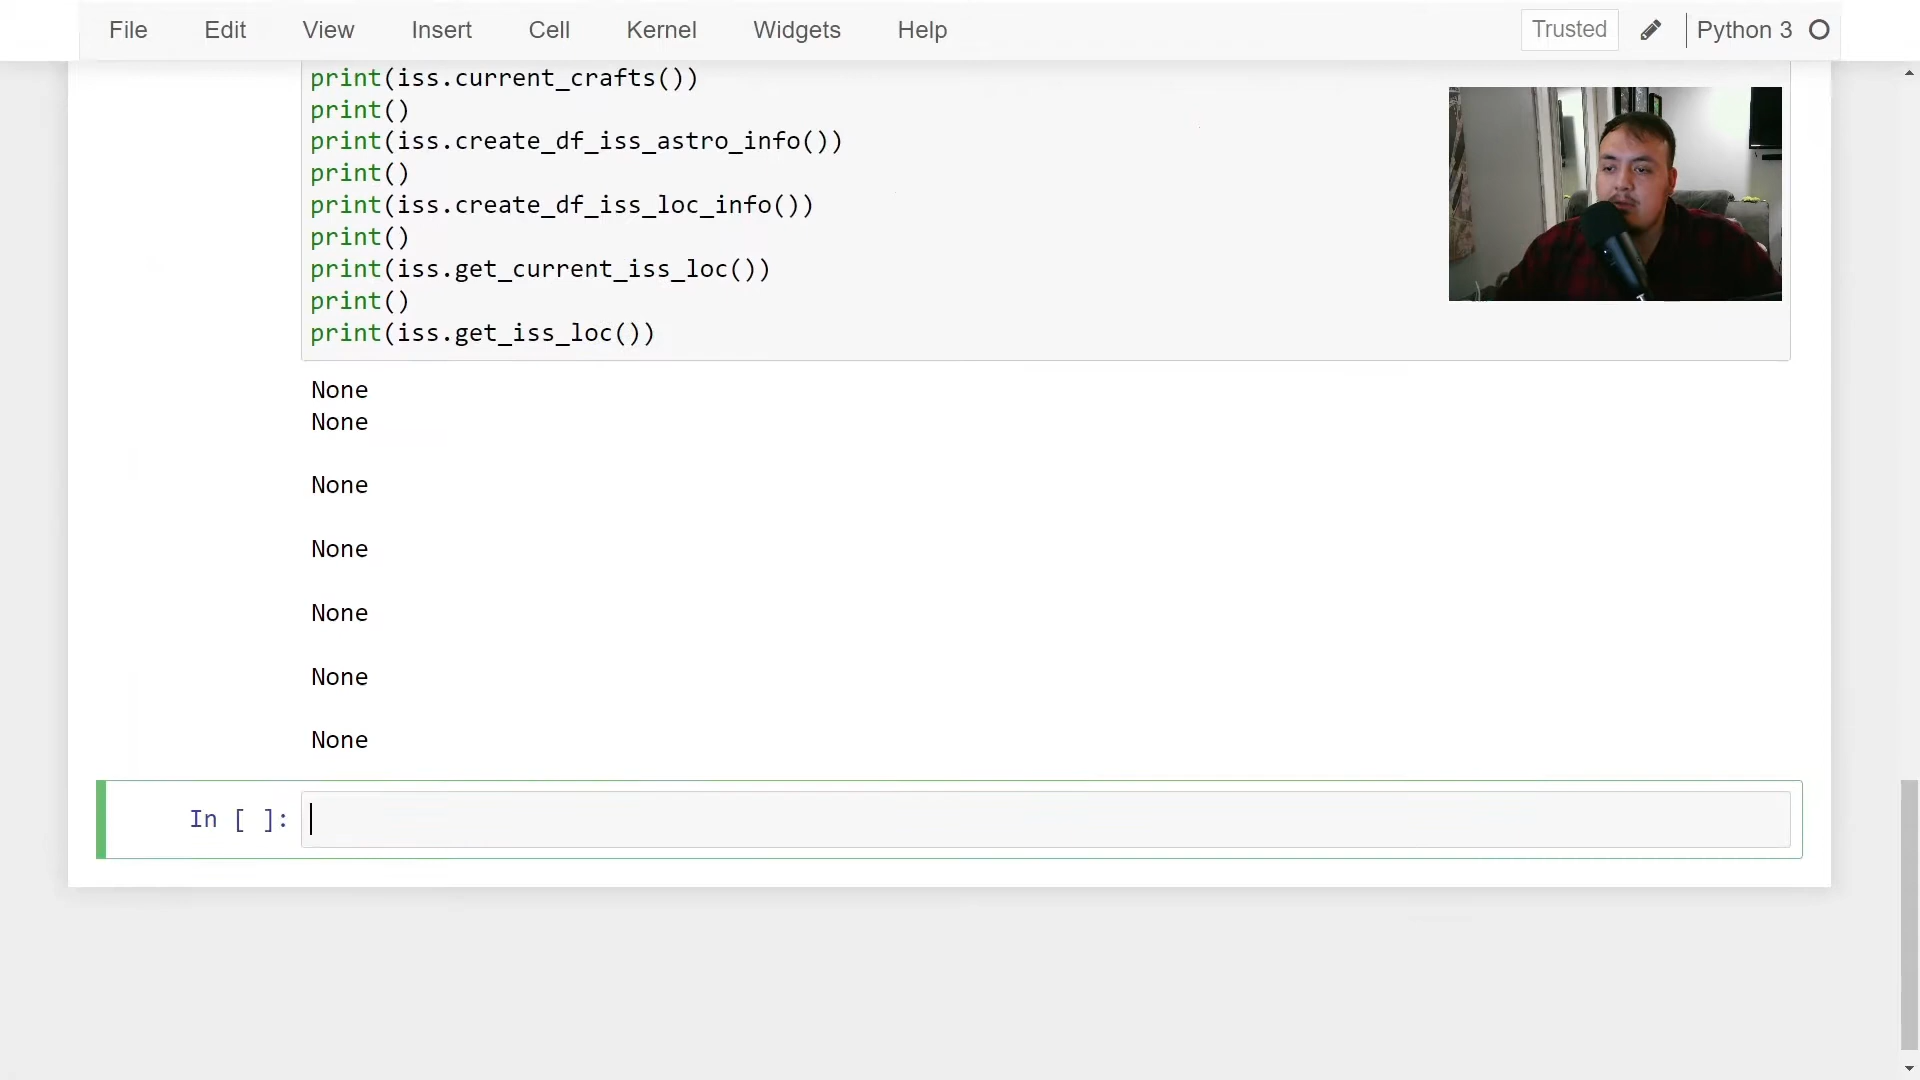 File Edit View Insert Cell Kernel Widgets Help Trusted Python 3
print(iss.current_crafts())
print()
print(iss.create_df_iss_astro_info())
print()
print(iss.create_df_iss_loc_info())
print()
print(iss.get_current_iss_loc())
print()
print(iss.get_iss_loc())
None
None
None
None
None
None
None
In [ ]: